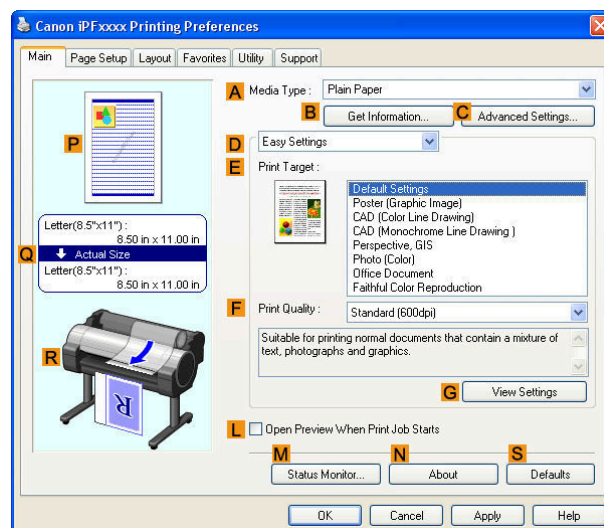 Canon iPFxxxx Printing Preferences
Main Page Setup Layout Favorites Utility Support
A Media Type : Plain Paper
B Get Information... C Advanced Settings...
D Easy Settings
E Print Target :
Default Settings
Poster (Graphic Image)
CAD (Color Line Drawing)
CAD (Monochrome Line Drawing )
Perspective, GIS
Photo (Color)
Office Document
Faithful Color Reproduction
P
Letter(8.5"x11") :
8.50 in x 11.00 in
Q Actual Size
Letter(8.5"x11") :
8.50 in x 11.00 in
R
R
F Print Quality : Standard (600dpi)
Suitable for printing normal documents that contain a mixture of
text, photographs and graphics.
G View Settings
L Open Preview When Print Job Starts
M N S
Status Monitor... About Defaults
OK Cancel Apply Help